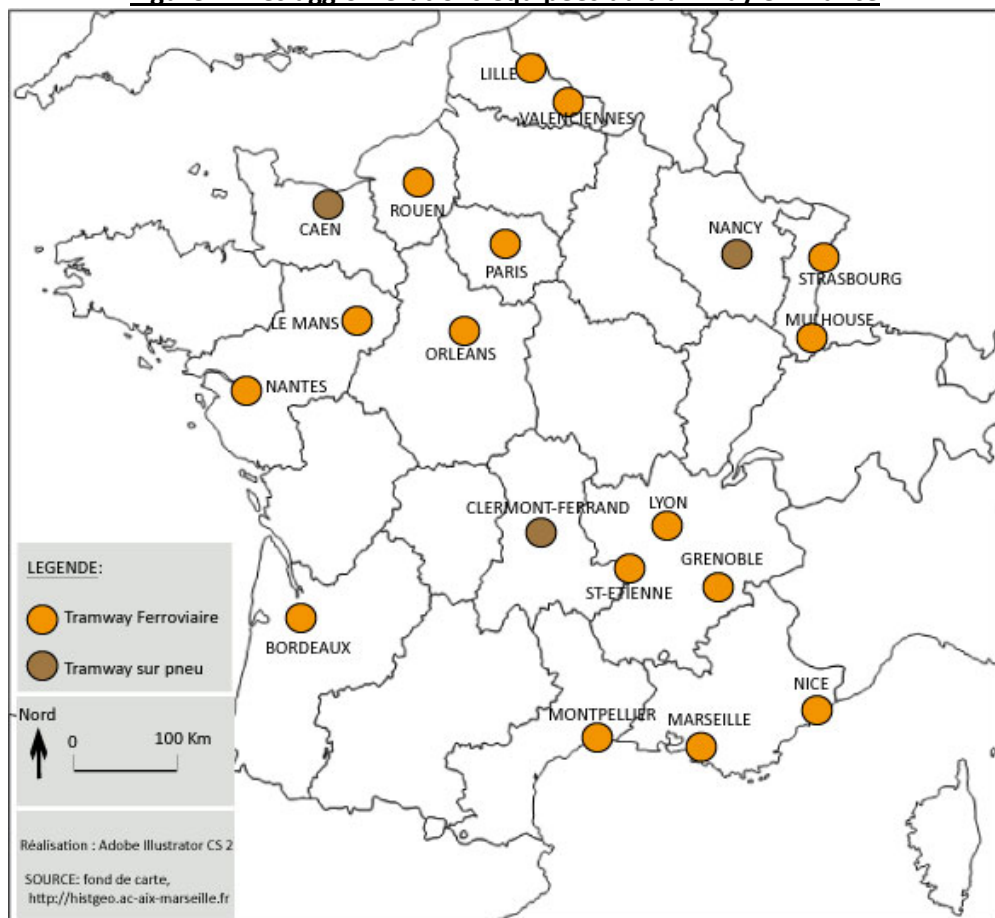 LILLE
VALENCIENNES
ROUEN
CAEN
NANCY
PARIS
STRASBOURG
LE MANS
MULHOUSE
ORLEANS
NANTES
CLERMONT-FERRAND
LYON
GRENOBLE
ST-ETIENNE
BORDEAUX
NICE
MONTPELLIER
MARSEILLE
LEGENDE:
Tramway Ferroviaire
Tramway sur pneu
Nord
0 100 Km
Réalisation : Adobe Illustrator CS 2
SOURCE: fond de carte,
http://histgeo.ac-aix-marseille.fr